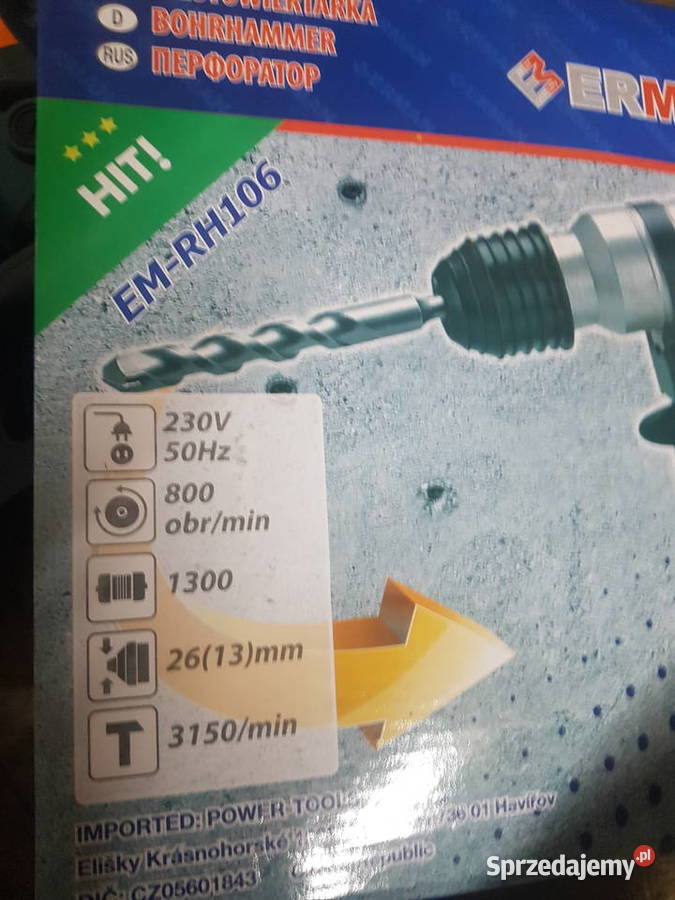 D BOHRHAMMER
RUS ПЕРФОРАТОР
HIT!
EM-RH106
230V
50Hz
800
obr/min
1300
26(13)mm
3150/min
IMPORTED: POWER TOOLS 736 01 Havířov
Elišky Krásnohorské Republic
DIČ: CZ05601843
Sprzedajemy.pl